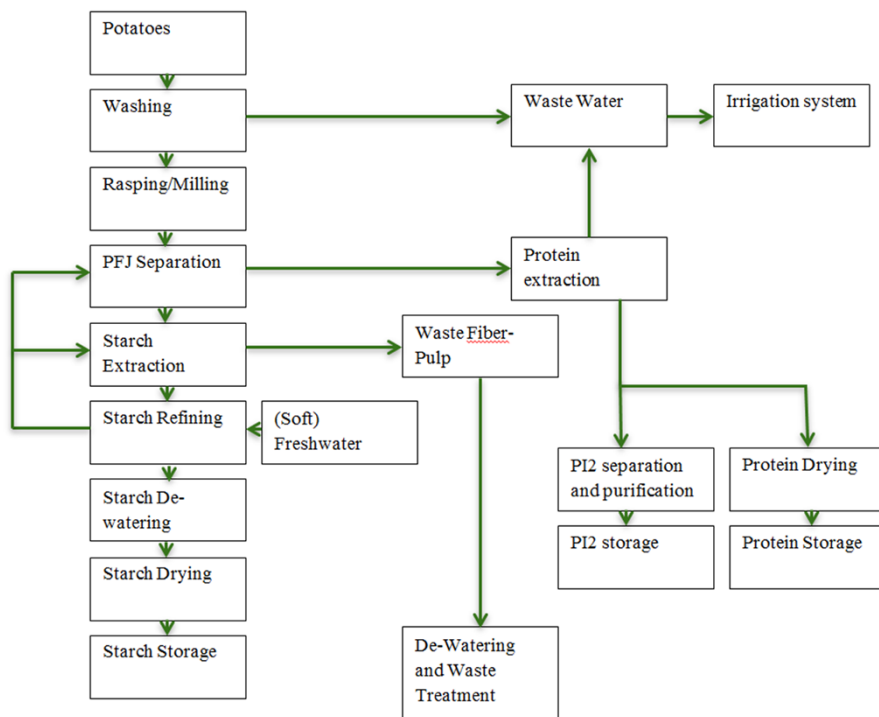 Potatoes
Washing
Waste Water
Irrigation system
Rasping/Milling
PFJ Separation
Protein
extraction
Starch
Extraction
Waste Fiber-
Pulp
Starch Refining
(Soft)
Freshwater
Starch De-
watering
PI2 separation
and purification
Protein Drying
PI2 storage
Protein Storage
Starch Drying
Starch Storage
De-Watering
and Waste
Treatment